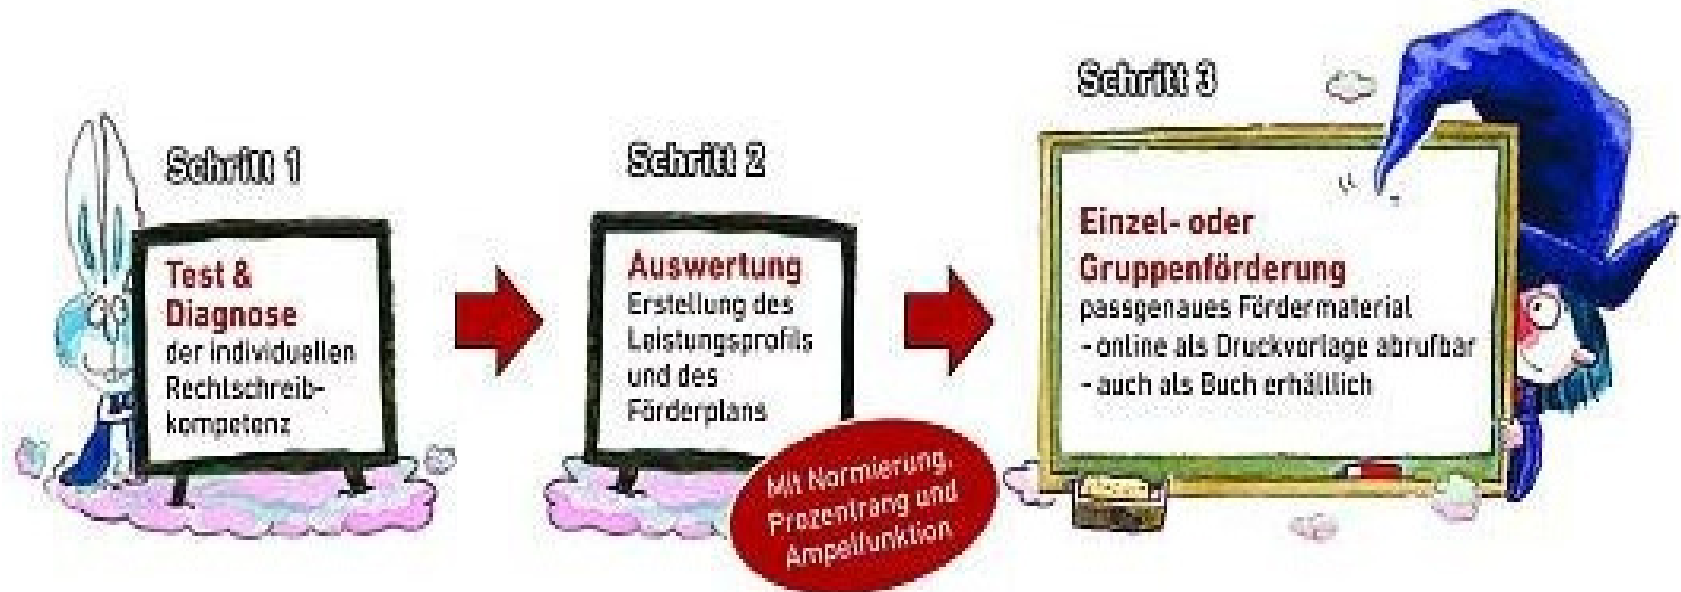 Schritt 1
Test &
Diagnose
der individuellen
Rechtschreib-
kompetenz
Schritt 2
Auswertung
Erstellung des
Leistungsprofils
und des
Förderplans
Mit Normierung,
Prozentrang und
Ampelfunktion
Schritt 3
Einzel- oder
Gruppenförderung
passgenaues Fördermaterial
- online als Druckvorlage abrufbar
- auch als Buch erhältlich